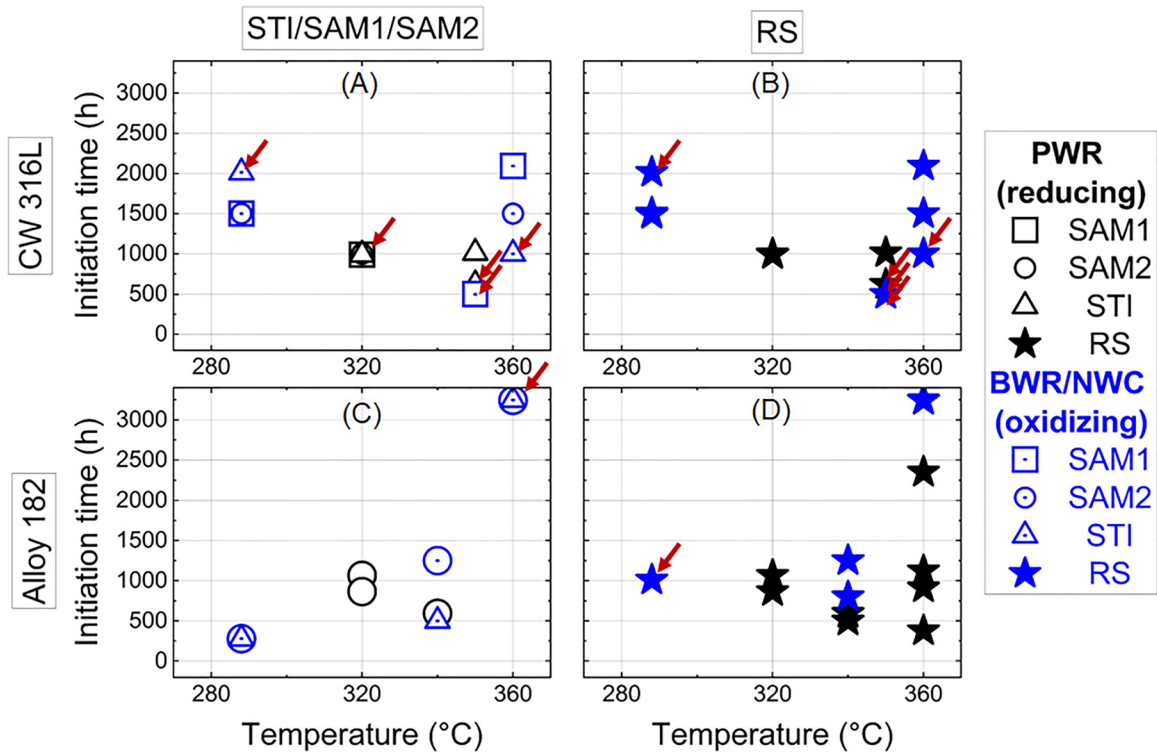 STI/SAM1/SAM2
RS
CW 316L
Initiation time (h)
(A)
3000
2500
2000
1500
1000
500
0
280
320
360
(B)
280
320
360
Alloy 182
Initiation time (h)
(C)
3000
2500
2000
1500
1000
500
0
280
320
360
Temperature (°C)
(D)
280
320
360
Temperature (°C)
PWR
(reducing)
SAM1
SAM2
STI
RS
BWR/NWC
(oxidizing)
SAM1
SAM2
STI
RS